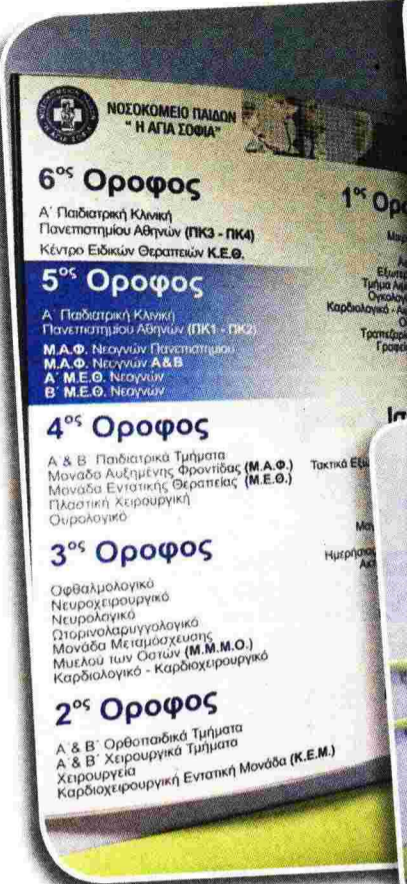 ΝΟΣΟΚΟΜΕΙΟ ΠΑΙΔΩΝ
" Η ΑΓΙΑ ΣΟΦΙΑ"
6ος Οροφος
Α΄ Παιδιατρική Κλινική
Πανεπιστημίου Αθηνών (ΠΚ3 - ΠΚ4)
Κέντρο Ειδικών Θεραπειών Κ.Ε.Θ.
5ος Οροφος
Α΄ Παιδιατρική Κλινική
Πανεπιστημίου Αθηνών (ΠΚ1 - ΠΚ2)
Μ.Α.Φ. Νεογνών Πανεπιστημίου
Μ.Α.Φ. Νεογνών Α&Β
Α΄ Μ.Ε.Θ. Νεογνών
Β΄ Μ.Ε.Θ. Νεογνών
4ος Οροφος
Α΄& Β΄ Παιδιατρικά Τμήματα
Μοναδα Αυξημένης Φροντίδας (Μ.Α.Φ.)
Μονάδα Εντατικής Θεραπείας (Μ.Ε.Θ.)
Πλαστική Χειρουργική
Ουρολογικό
3ος Οροφος
Οφθαλμολογικό
Νευροχειρουργικό
Νευρολογικό
Ωτορινολαρυγγολογικό
Μονάδα Μεταμόσχευσης
Μυελού των Οστών (Μ.Μ.Μ.Ο.)
Καρδιολογικό - Καρδιοχειρουργικό
2ος Οροφος
Α΄& Β΄ Ορθοπαιδικά Τμήματα
Α΄& Β΄ Χειρουργικά Τμήματα
Χειρουργεία
Καρδιοχειρουργική Εντατική Μονάδα (Κ.Ε.Μ.)
1ος Ορο
Τμήμα
Καρδιολογικό -
Τακτικά